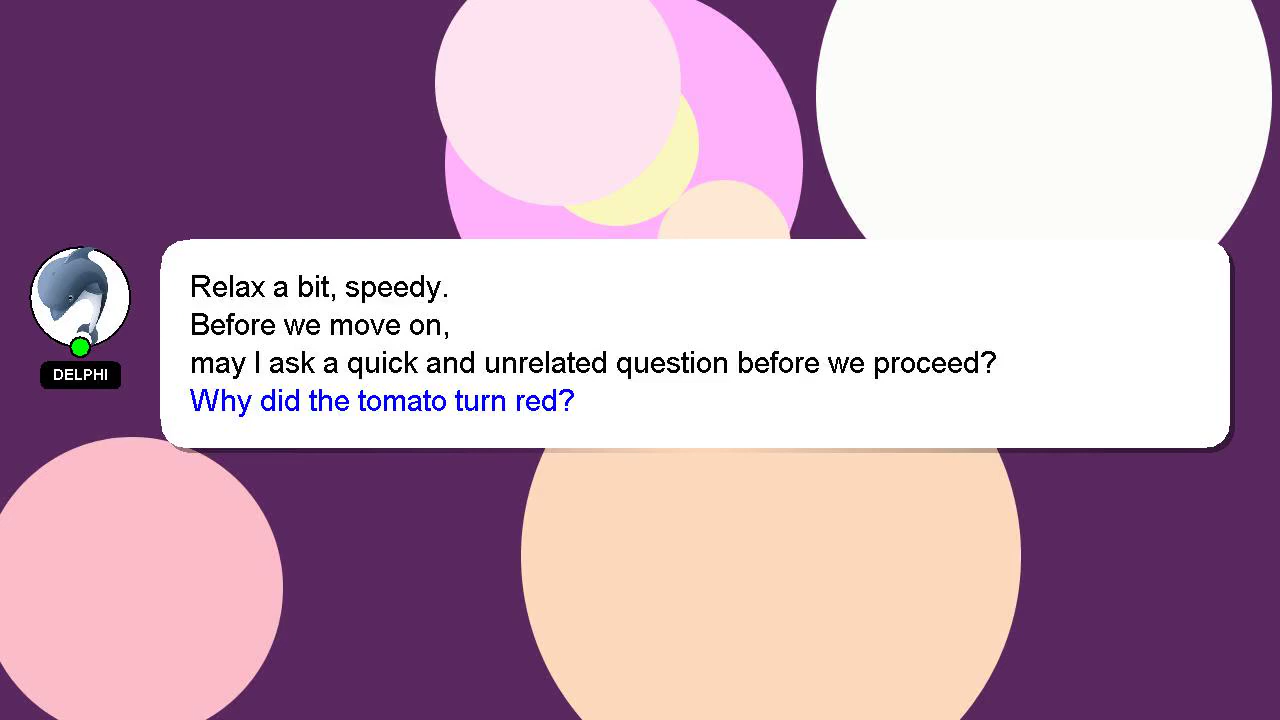 Relax a bit, speedy.
Before we move on,
may I ask a quick and unrelated question before we proceed?
Why did the tomato turn red?
DELPHI